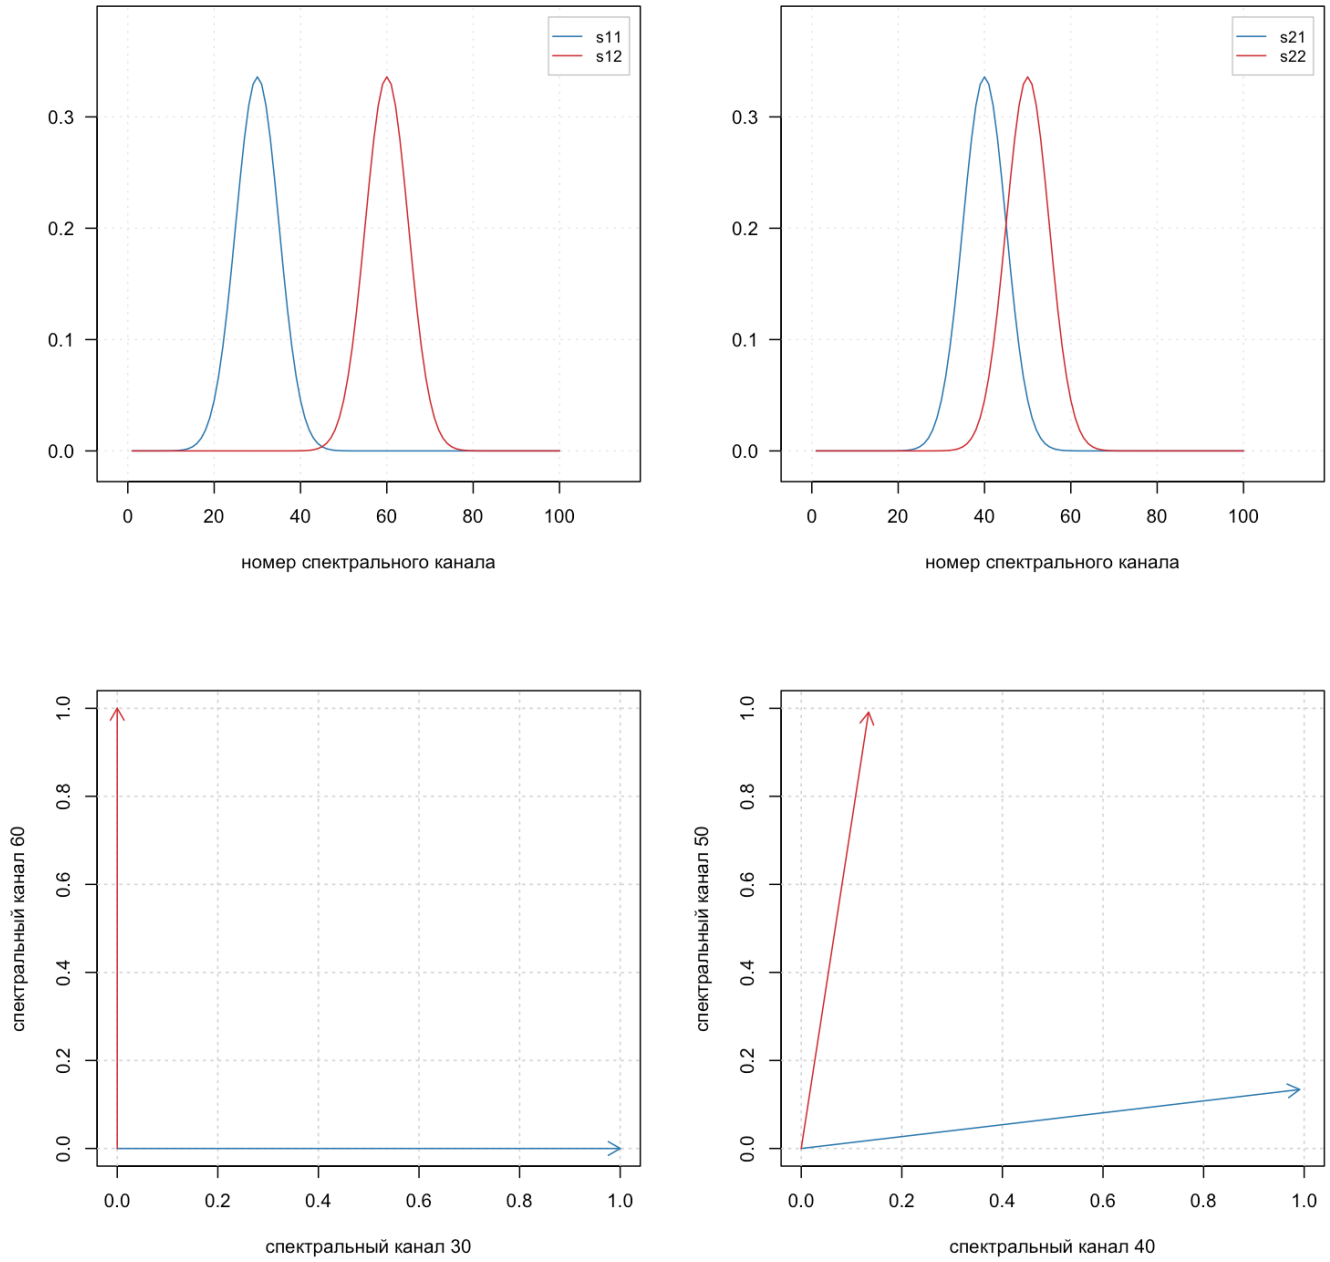 s11
s12
0.3
0.2
0.1
0.0
0 20 40 60 80 100
номер спектрального канала
s21
s22
0.3
0.2
0.1
0.0
0 20 40 60 80 100
номер спектрального канала
1.0
0.8
0.6
0.4
0.2
0.0
спектральный канал 60
0.0 0.2 0.4 0.6 0.8 1.0
спектральный канал 30
1.0
0.8
0.6
0.4
0.2
0.0
спектральный канал 50
0.0 0.2 0.4 0.6 0.8 1.0
спектральный канал 40